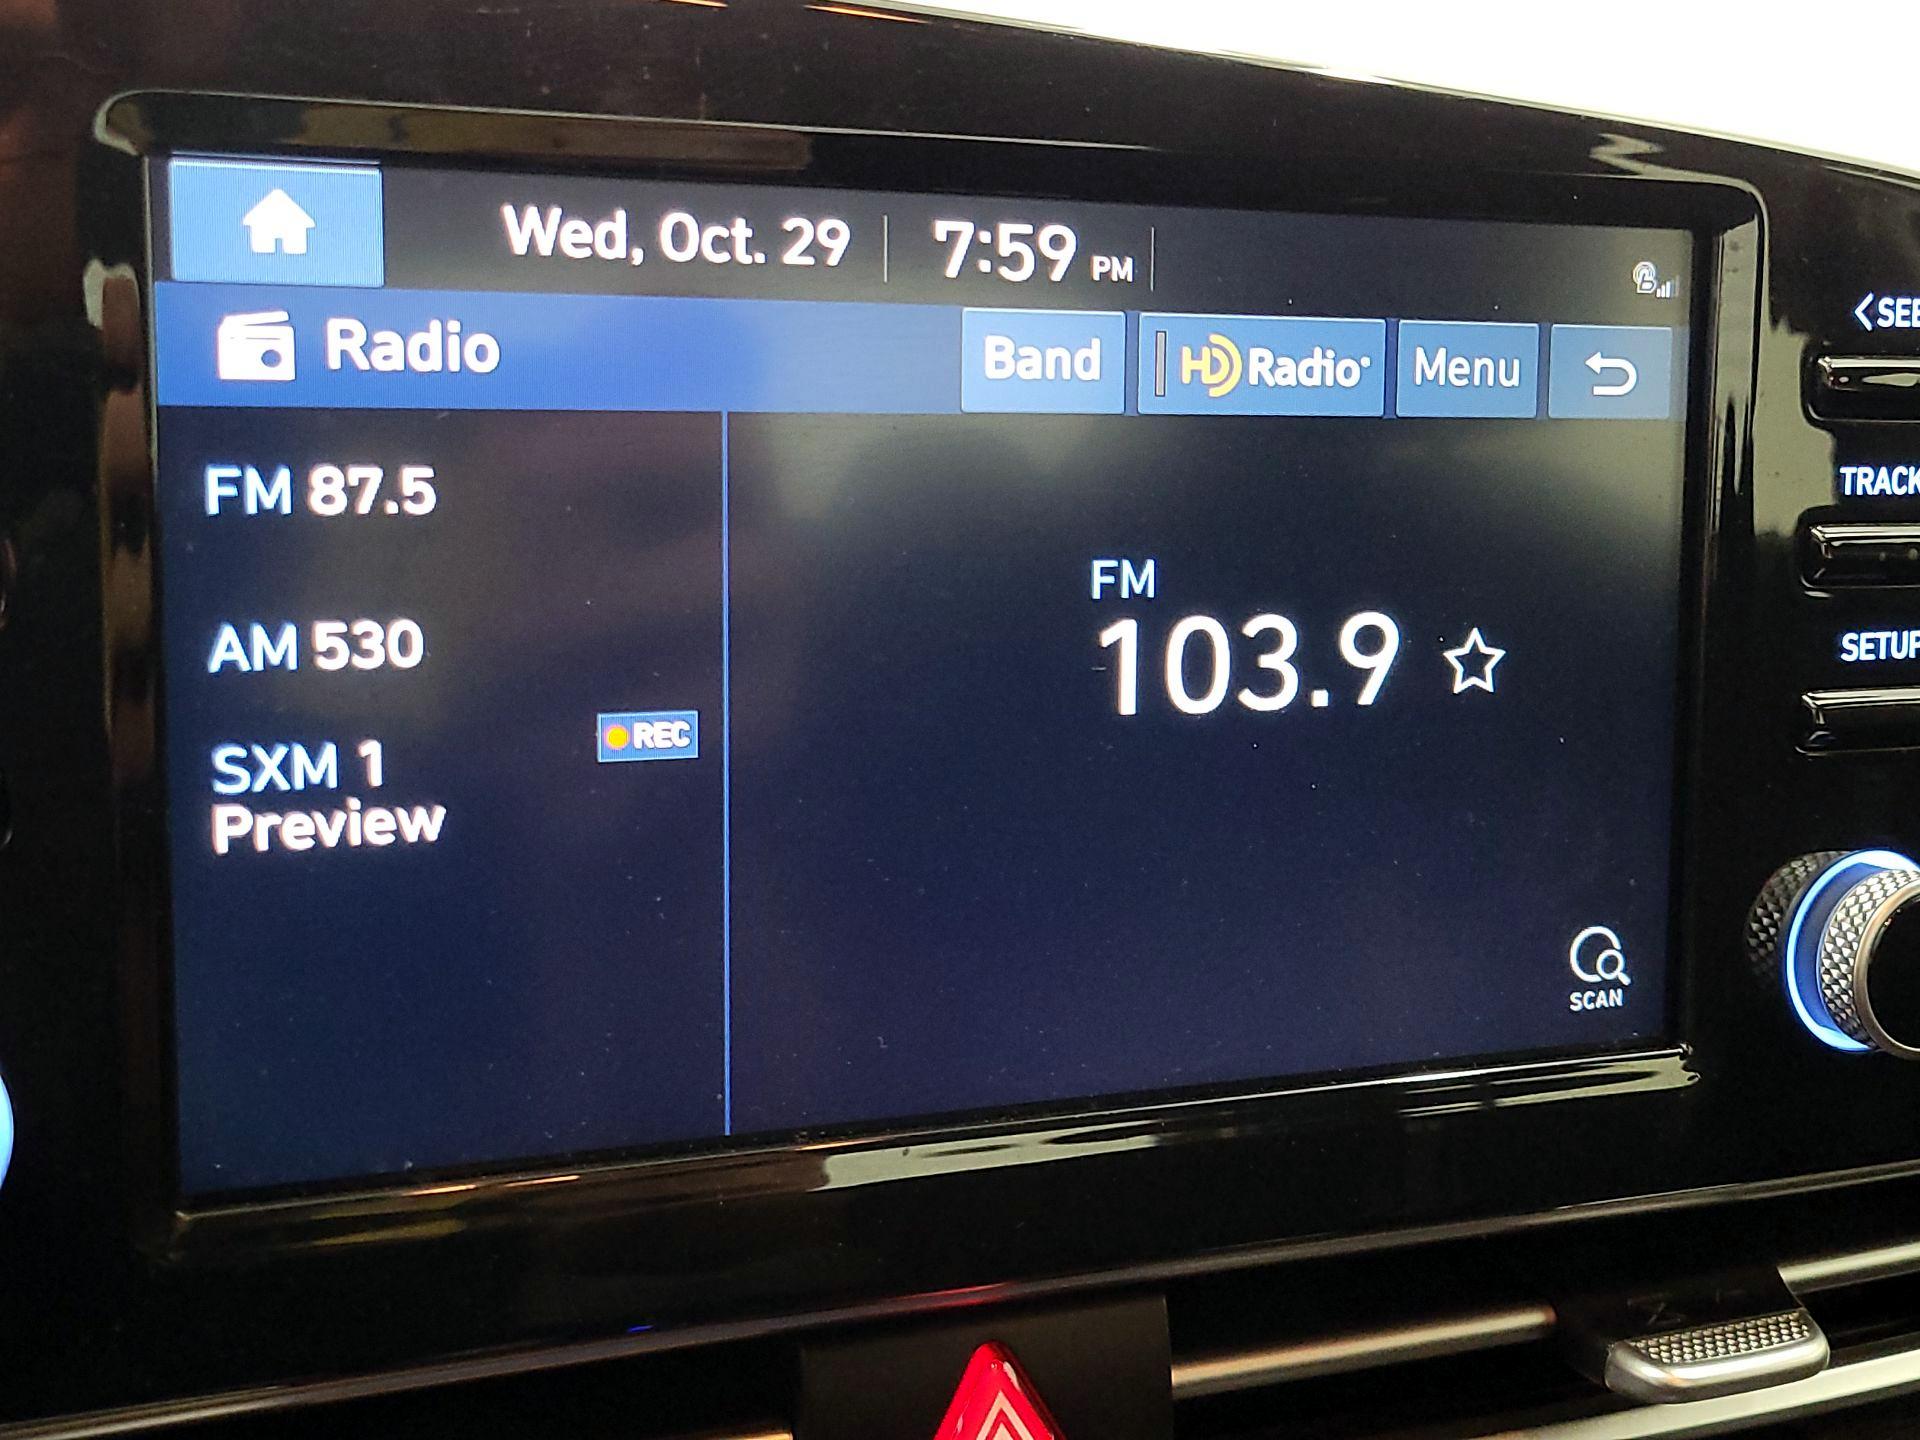 Wed, Oct. 29 7:59 PM
Radio Band HD Radio Menu
FM 87.5
AM 530
SXM 1 REC
Preview
FM
103.9
SCAN
TRACK
SETUP